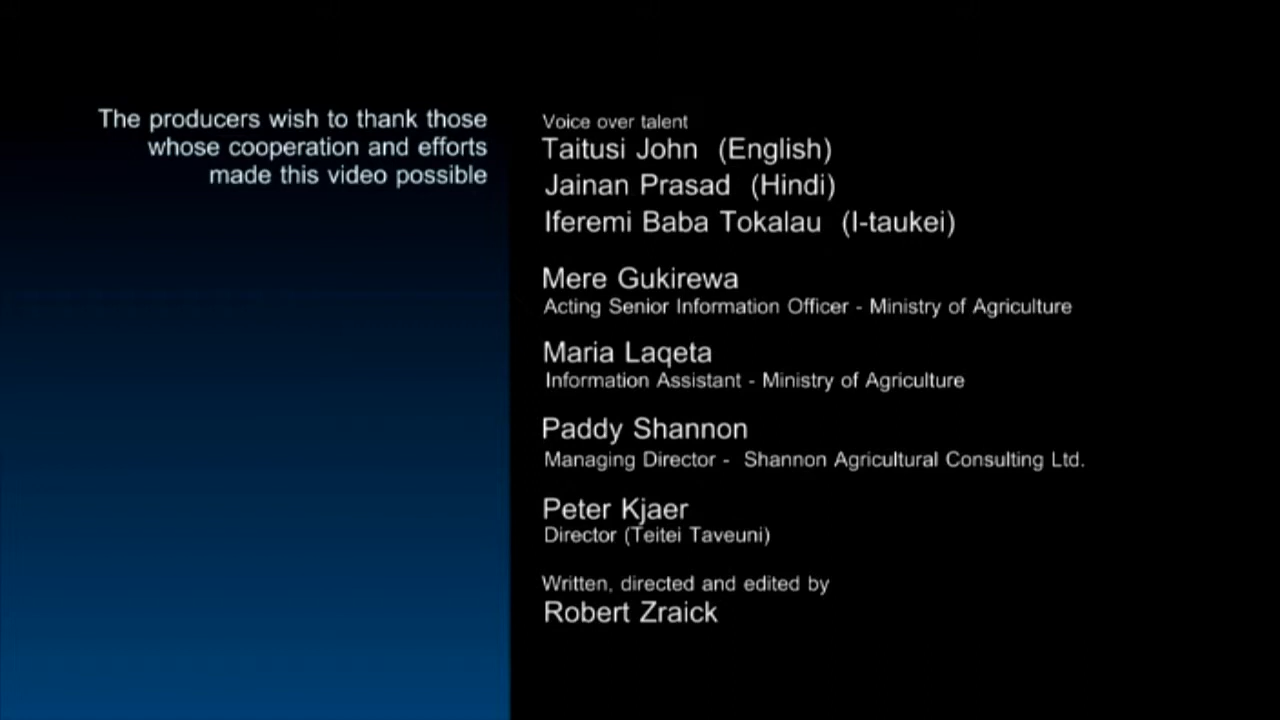 The producers wish to thank those
whose cooperation and efforts
made this video possible
Voice over talent
Taitusi John (English)
Jainan Prasad (Hindi)
Iferemi Baba Tokalau (I-taukei)
Mere Gukirewa
Acting Senior Information Officer - Ministry of Agriculture
Maria Laqeta
Information Assistant - Ministry of Agriculture
Paddy Shannon
Managing Director - Shannon Agricultural Consulting Ltd.
Peter Kjaer
Director (Teitei Taveuni)
Written, directed and edited by
Robert Zraick